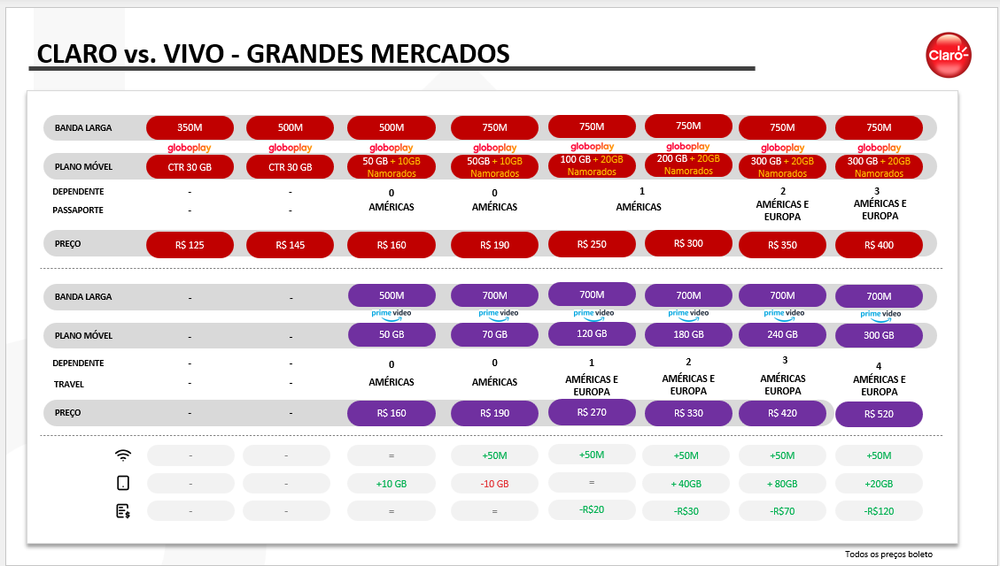 CLARO vs. VIVO - GRANDES MERCADOS
Claro
BANDA LARGA 350M 500M 500M 750M 750M 750M 750M 750M
globoplay globoplay globoplay globoplay globoplay globoplay globoplay globoplay
PLANO MÓVEL CTR 30 GB CTR 30 GB 50 GB + 10GB 50GB + 10GB 100 GB + 20GB 200 GB + 20GB 300 GB + 20GB 300 GB + 20GB
Namorados Namorados Namorados Namorados Namorados Namorados
DEPENDENTE - - 0 0 1 2 3
PASSAPORTE - - AMÉRICAS AMÉRICAS AMÉRICAS AMÉRICAS E AMÉRICAS E
EUROPA EUROPA
PREÇO R$ 125 R$ 145 R$ 160 R$ 190 R$ 250 R$ 300 R$ 350 R$ 400
BANDA LARGA - - 500M 700M 700M 700M 700M 700M
prime video prime video prime video prime video prime video prime video
PLANO MÓVEL - - 50 GB 70 GB 120 GB 180 GB 240 GB 300 GB
DEPENDENTE - - 0 0 1 2 3 4
TRAVEL - - AMÉRICAS AMÉRICAS AMÉRICAS E AMÉRICAS E AMÉRICAS AMÉRICAS E
EUROPA EUROPA EUROPA EUROPA
PREÇO - - R$ 160 R$ 190 R$ 270 R$ 330 R$ 420 R$ 520
- - = +50M +50M +50M +50M +50M
- - +10 GB -10 GB = + 40GB + 80GB +20GB
- - = = -R$20 -R$30 -R$70 -R$120
Todos os preços boleto